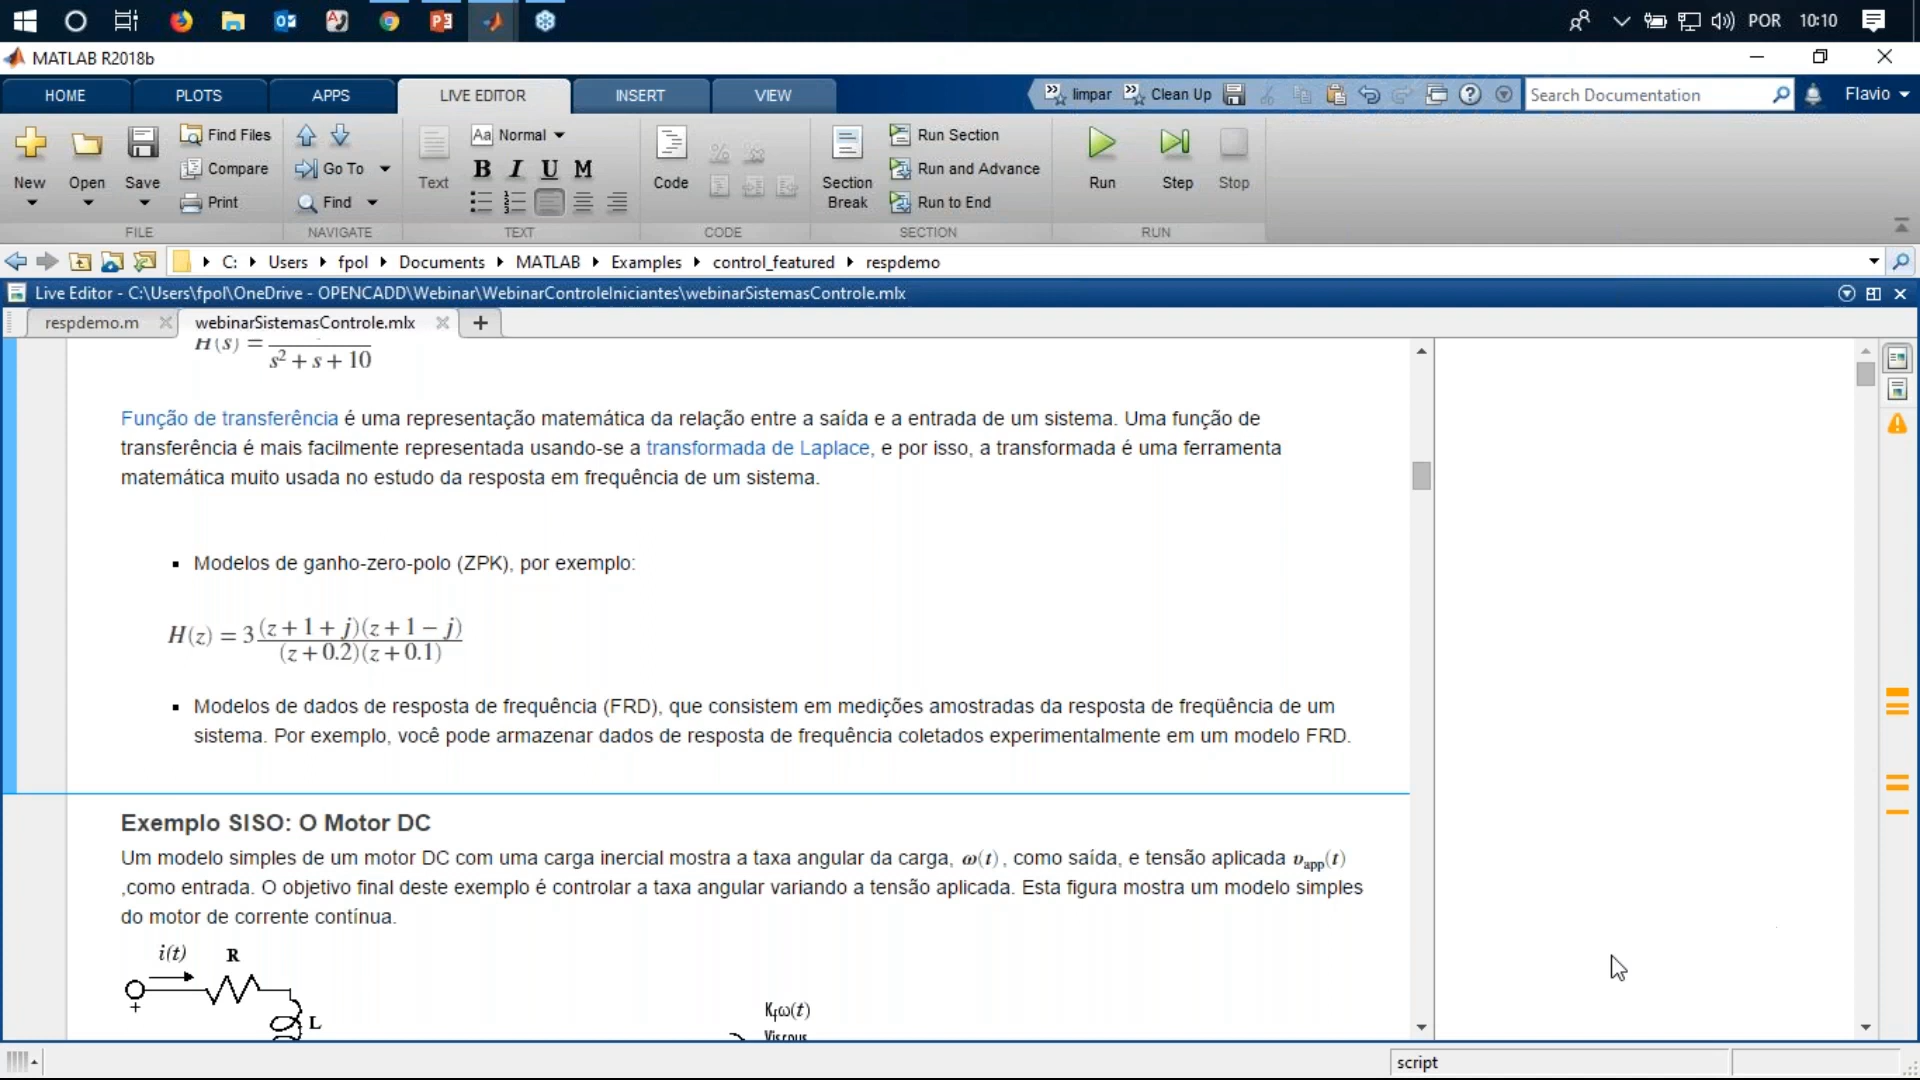 POR 10:10
MATLAB R2018b
HOME PLOTS APPS LIVE EDITOR INSERT VIEW limpar Clean Up Search Documentation Flavio
New Open Save Find Files Compare Print
FILE
Go To Find
NAVIGATE
Text Aa Normal B I U M
TEXT
Code
CODE
Section Break Run Section Run and Advance Run to End
SECTION
Run Step Stop
RUN
C: Users fpol Documents MATLAB Examples control_featured respdemo
Live Editor - C:\Users\fpol\OneDrive - OPENCADD\Webinar\WebinarControleIniciantes\webinarSistemasControle.mlx
respdemo.m webinarSistemasControle.mlx
H(s) =
s² + s + 10
Função de transferência é uma representação matemática da relação entre a saída e a entrada de um sistema. Uma função de
transferência é mais facilmente representada usando-se a transformada de Laplace, e por isso, a transformada é uma ferramenta
matemática muito usada no estudo da resposta em frequência de um sistema.
▪ Modelos de ganho-zero-polo (ZPK), por exemplo:
H(z) = 3 (z + 1 + j)(z + 1 − j)
(z + 0.2)(z + 0.1)
▪ Modelos de dados de resposta de frequência (FRD), que consistem em medições amostradas da resposta de freqüência de um
sistema. Por exemplo, você pode armazenar dados de resposta de frequência coletados experimentalmente em um modelo FRD.
Exemplo SISO: O Motor DC
Um modelo simples de um motor DC com uma carga inercial mostra a taxa angular da carga, ω(t) , como saída, e tensão aplicada υapp(t)
,como entrada. O objetivo final deste exemplo é controlar a taxa angular variando a tensão aplicada. Esta figura mostra um modelo simples
do motor de corrente contínua.
i(t) R
+
L
Kfω(t)
Viscous
script